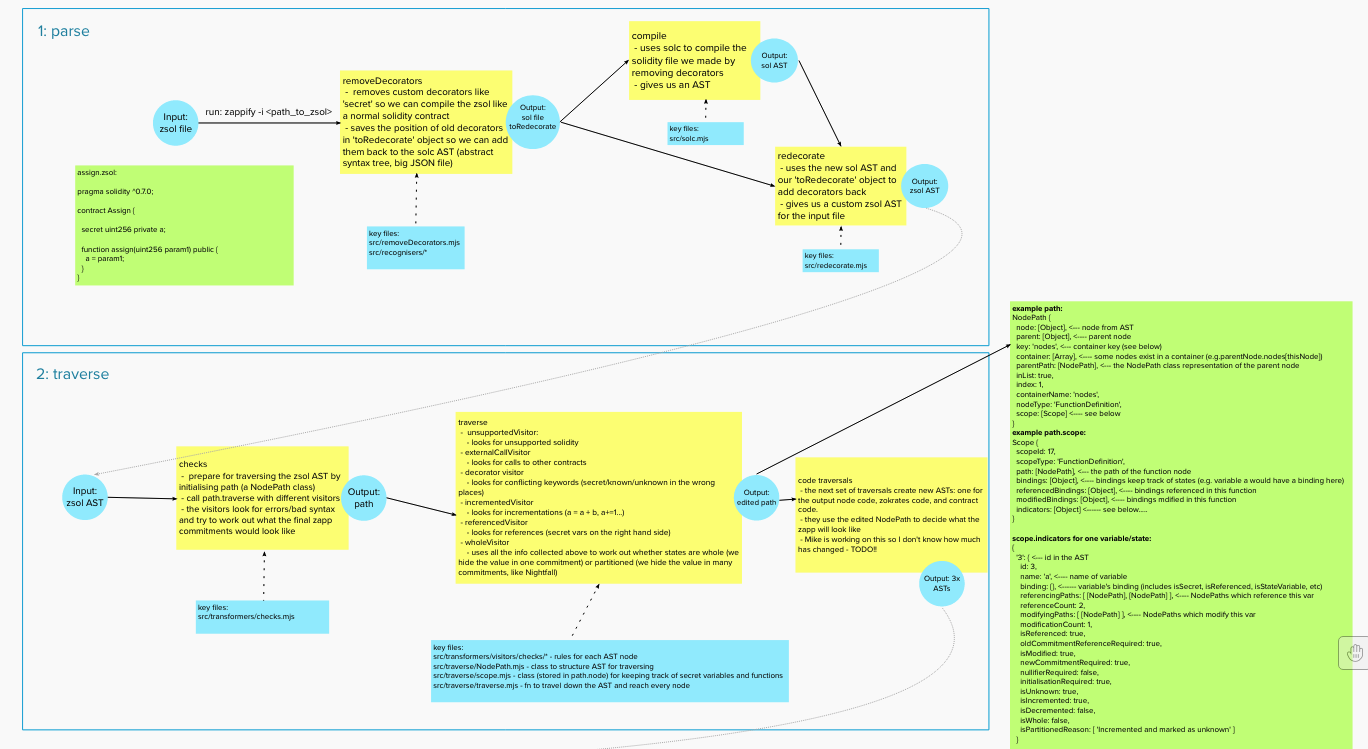 1: parse
Input:
zsol file
run: zappify -i <path_to_zsol>
removeDecorators
- removes custom decorators like
'secret' so we can compile the zsol like
a normal solidity contract
- saves the position of old decorators
in 'toRedecorate' object so we can add
them back to the solc AST (abstract
syntax tree, big JSON file)
Output:
sol file
toRedecorate
compile
- uses solc to compile the
solidity file we made by
removing decorators
- gives us an AST
Output:
sol AST
key files:
src/solc.mjs
redecorate
- uses the new sol AST and
our 'toRedecorate' object to
add decorators back
- gives us a custom zsol AST
for the input file
Output:
zsol AST
key files:
src/redecorate.mjs
key files:
src/removeDecorators.mjs
src/recognisers/*
assign.zsol:
pragma solidity ^0.7.0;
contract Assign {
secret uint256 private a;
function assign(uint256 param1) public {
a = param1;
}
}
2: traverse
Input:
zsol AST
checks
- prepare for traversing the zsol AST by
initialising path (a NodePath class)
- call path.traverse with different visitors
- the visitors look for errors/bad syntax
and try to work out what the final zapp
commitments would look like
Output:
path
key files:
src/transformers/checks.mjs
traverse
- unsupportedVisitor:
- looks for unsupported solidity
- externalCallVisitor
- looks for calls to other contracts
- decorator visitor
- looks for conflicting keywords (secret/known/unknown in the wrong
places)
- incrementedVisitor
- looks for incrementations (a = a + b, a+=1...)
- referencedVisitor
- looks for references (secret vars on the right hand side)
- wholeVisitor
- uses all the info collected above to work out whether states are whole (we
hide the value in one commitment) or partitioned (we hide the value in many
commitments, like Nightfall)
Output:
edited path
key files:
src/transformers/visitors/checks/* - rules for each AST node
src/traverse/NodePath.mjs - class to structure AST for traversing
src/traverse/scope.mjs - class (stored in path.node) for keeping track of secret variables and functions
src/traverse/traverse.mjs - fn to travel down the AST and reach every node
code traversals
- the next set of traversals create new ASTs: one for
the output node code, zokrates code, and contract
code.
- they use the edited NodePath to decide what the
zapp will look like
- Mike is working on this so I don't know how much
has changed - TODO!!
Output: 3x
ASTs
example path:
NodePath {
node: [Object], <--- node from AST
parent: [Object], <---- parent node
key: 'nodes', <--- container key (see below)
container: [Array], <---- some nodes exist in a container (e.g.parentNode.nodes[thisNode])
parentPath: [NodePath], <--- the NodePath class representation of the parent node
inList: true,
index: 1,
containerName: 'nodes',
nodeType: 'FunctionDefinition',
scope: [Scope] <---- see below
}
example path.scope:
Scope {
scopeId: 17,
scopeType: 'FunctionDefinition',
path: [NodePath], <--- the path of the function node
bindings: [Object], <---- bindings keep track of states (e.g. variable a would have a binding here)
referencedBindings: [Object], <---- bindings referenced in this function
modifiedBindings: [Object], <---- bindings mdified in this function
indicators: [Object] <------ see below....
}
scope.indicators for one variable/state:
{
'3': { <--- id in the AST
id: 3,
name: 'a', <---- name of variable
binding: {}, <------ variable's binding (includes isSecret, isReferenced, isStateVariable, etc)
referencingPaths: [ [NodePath], [NodePath] ], <---- NodePaths which reference this var
referenceCount: 2,
modifyingPaths: [ [NodePath] ], <---- NodePaths which modify this var
modificationCount: 1,
isReferenced: true,
oldCommitmentReferenceRequired: true,
isModified: true,
newCommitmentRequired: true,
nullifierRequired: false,
initialisationRequired: true,
isUnknown: true,
isIncremented: true,
isDecremented: false,
isWhole: false,
isPartitionedReason: [ 'Incremented and marked as unknown' ]
}